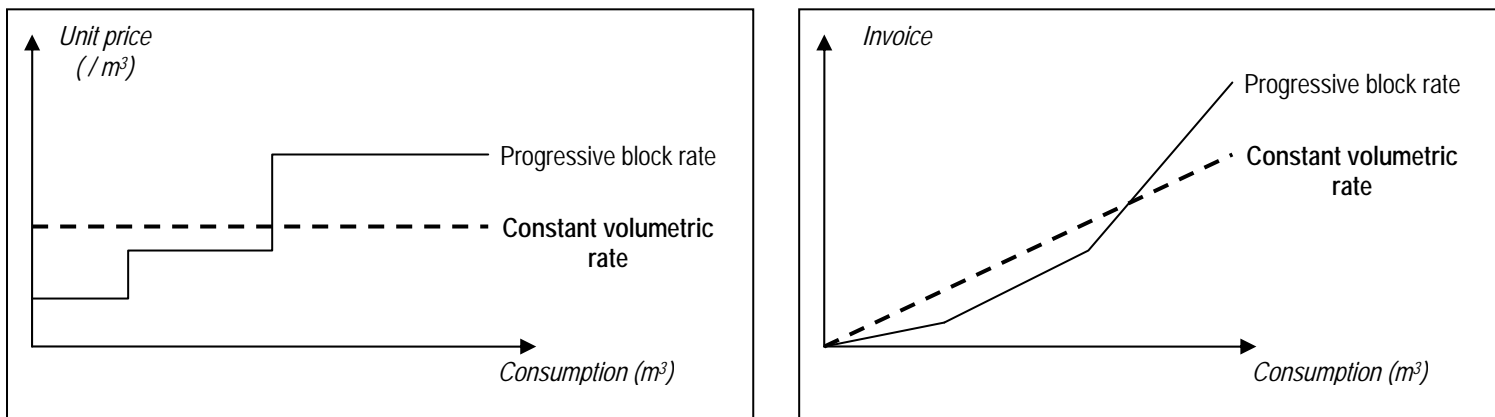 Unit price
( / m³)
Progressive block rate
Constant volumetric
rate
Consumption (m³)
Invoice
Progressive block rate
Constant volumetric
rate
Consumption (m³)